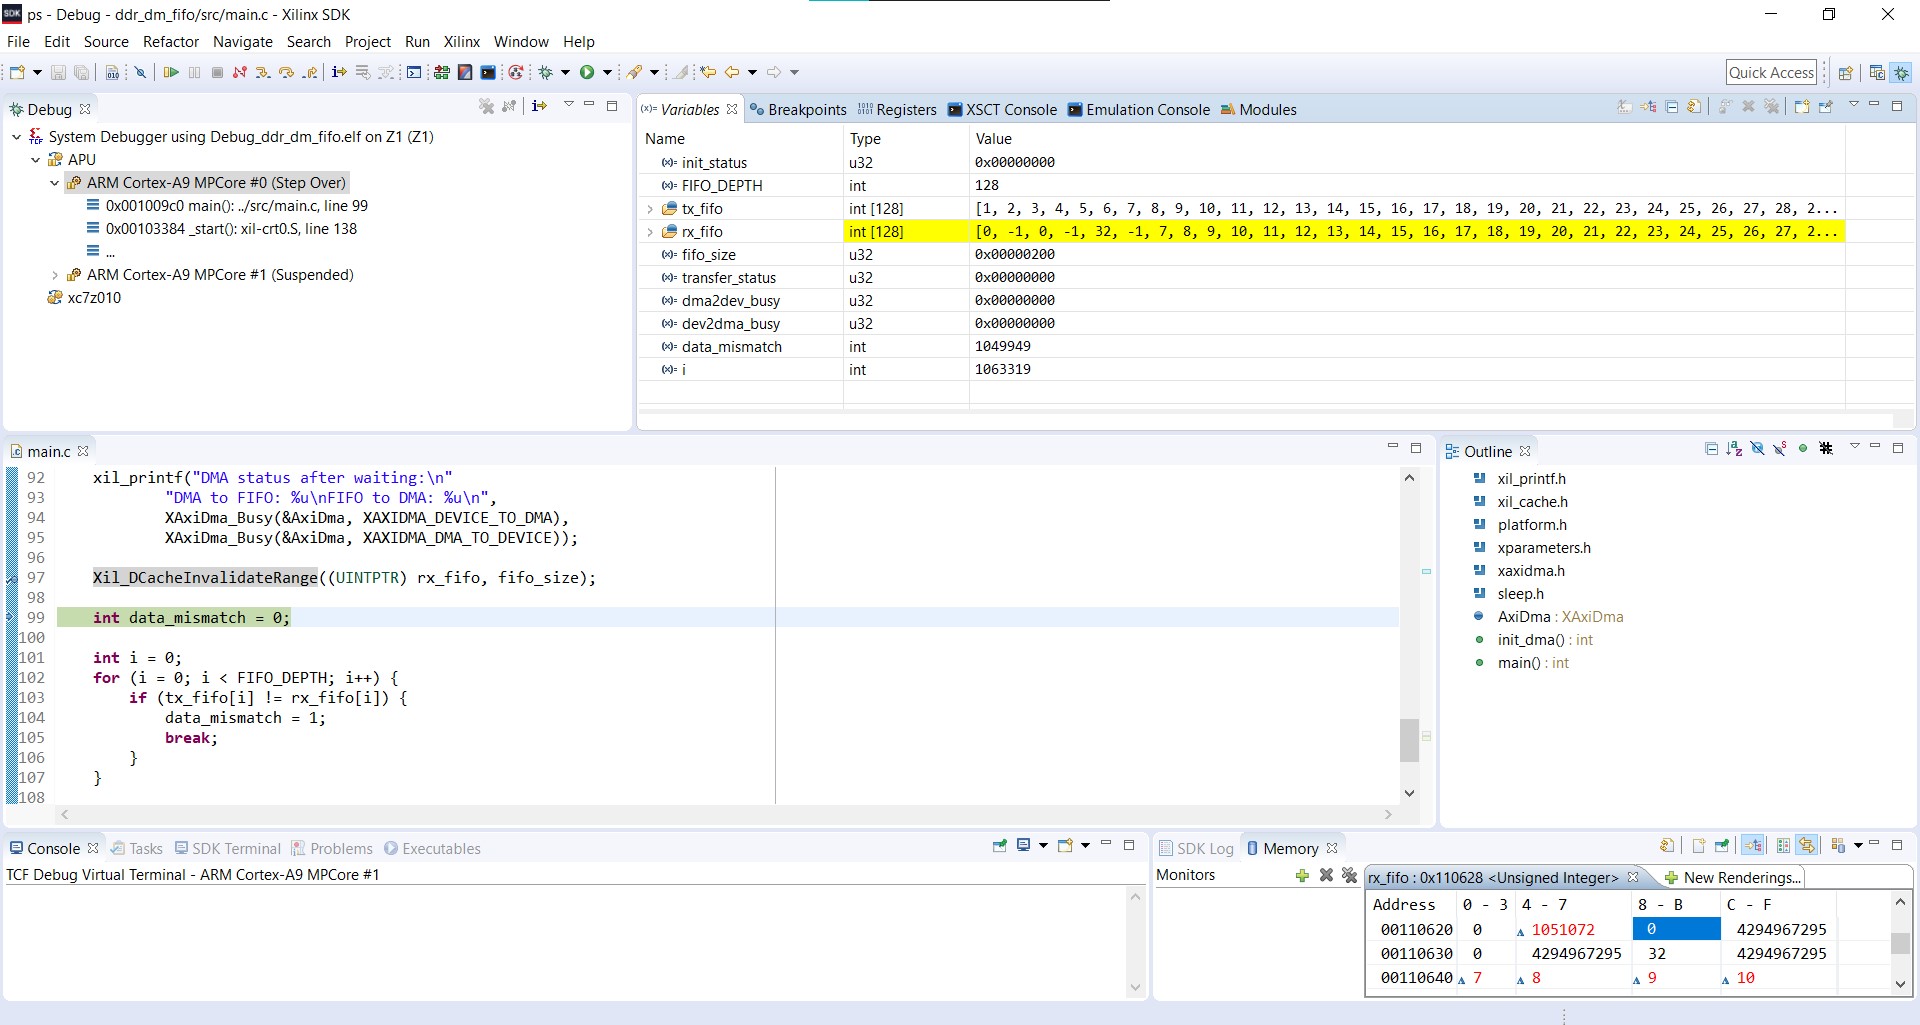 ps - Debug - ddr_dm_fifo/src/main.c - Xilinx SDK
File Edit Source Refactor Navigate Search Project Run Xilinx Window Help
Quick Access
Debug
System Debugger using Debug_ddr_dm_fifo.elf on Z1 (Z1)
APU
ARM Cortex-A9 MPCore #0 (Step Over)
0x001009c0 main(): ../src/main.c, line 99
0x00103384 _start(): xil-crt0.S, line 138
...
ARM Cortex-A9 MPCore #1 (Suspended)
xc7z010
Variables Breakpoints Registers XSCT Console Emulation Console Modules
Name Type Value
init_status u32 0x00000000
FIFO_DEPTH int 128
tx_fifo int [128] [1, 2, 3, 4, 5, 6, 7, 8, 9, 10, 11, 12, 13, 14, 15, 16, 17, 18, 19, 20, 21, 22, 23, 24, 25, 26, 27, 28, 2...
rx_fifo int [128] [0, -1, 0, -1, 32, -1, 7, 8, 9, 10, 11, 12, 13, 14, 15, 16, 17, 18, 19, 20, 21, 22, 23, 24, 25, 26, 27, 2...
fifo_size u32 0x00000200
transfer_status u32 0x00000000
dma2dev_busy u32 0x00000000
dev2dma_busy u32 0x00000000
data_mismatch int 1049949
i int 1063319
main.c
92 xil_printf("DMA status after waiting:\n"
93 "DMA to FIFO: %u\nFIFO to DMA: %u\n",
94 XAxiDma_Busy(&AxiDma, XAXIDMA_DEVICE_TO_DMA),
95 XAxiDma_Busy(&AxiDma, XAXIDMA_DMA_TO_DEVICE));
96
97 Xil_DCacheInvalidateRange((UINTPTR) rx_fifo, fifo_size);
98
99 int data_mismatch = 0;
100
101 int i = 0;
102 for (i = 0; i < FIFO_DEPTH; i++) {
103 if (tx_fifo[i] != rx_fifo[i]) {
104 data_mismatch = 1;
105 break;
106 }
107 }
108
Outline
xil_printf.h
xil_cache.h
platform.h
xparameters.h
xaxidma.h
sleep.h
AxiDma : XAxiDma
init_dma() : int
main() : int
Console Tasks SDK Terminal Problems Executables
TCF Debug Virtual Terminal - ARM Cortex-A9 MPCore #1
SDK Log Memory
Monitors
rx_fifo : 0x110628 <Unsigned Integer> New Renderings...
Address 0 - 3 4 - 7 8 - B C - F
00110620 0 1051072 0 4294967295
00110630 0 4294967295 32 4294967295
00110640 7 8 9 10